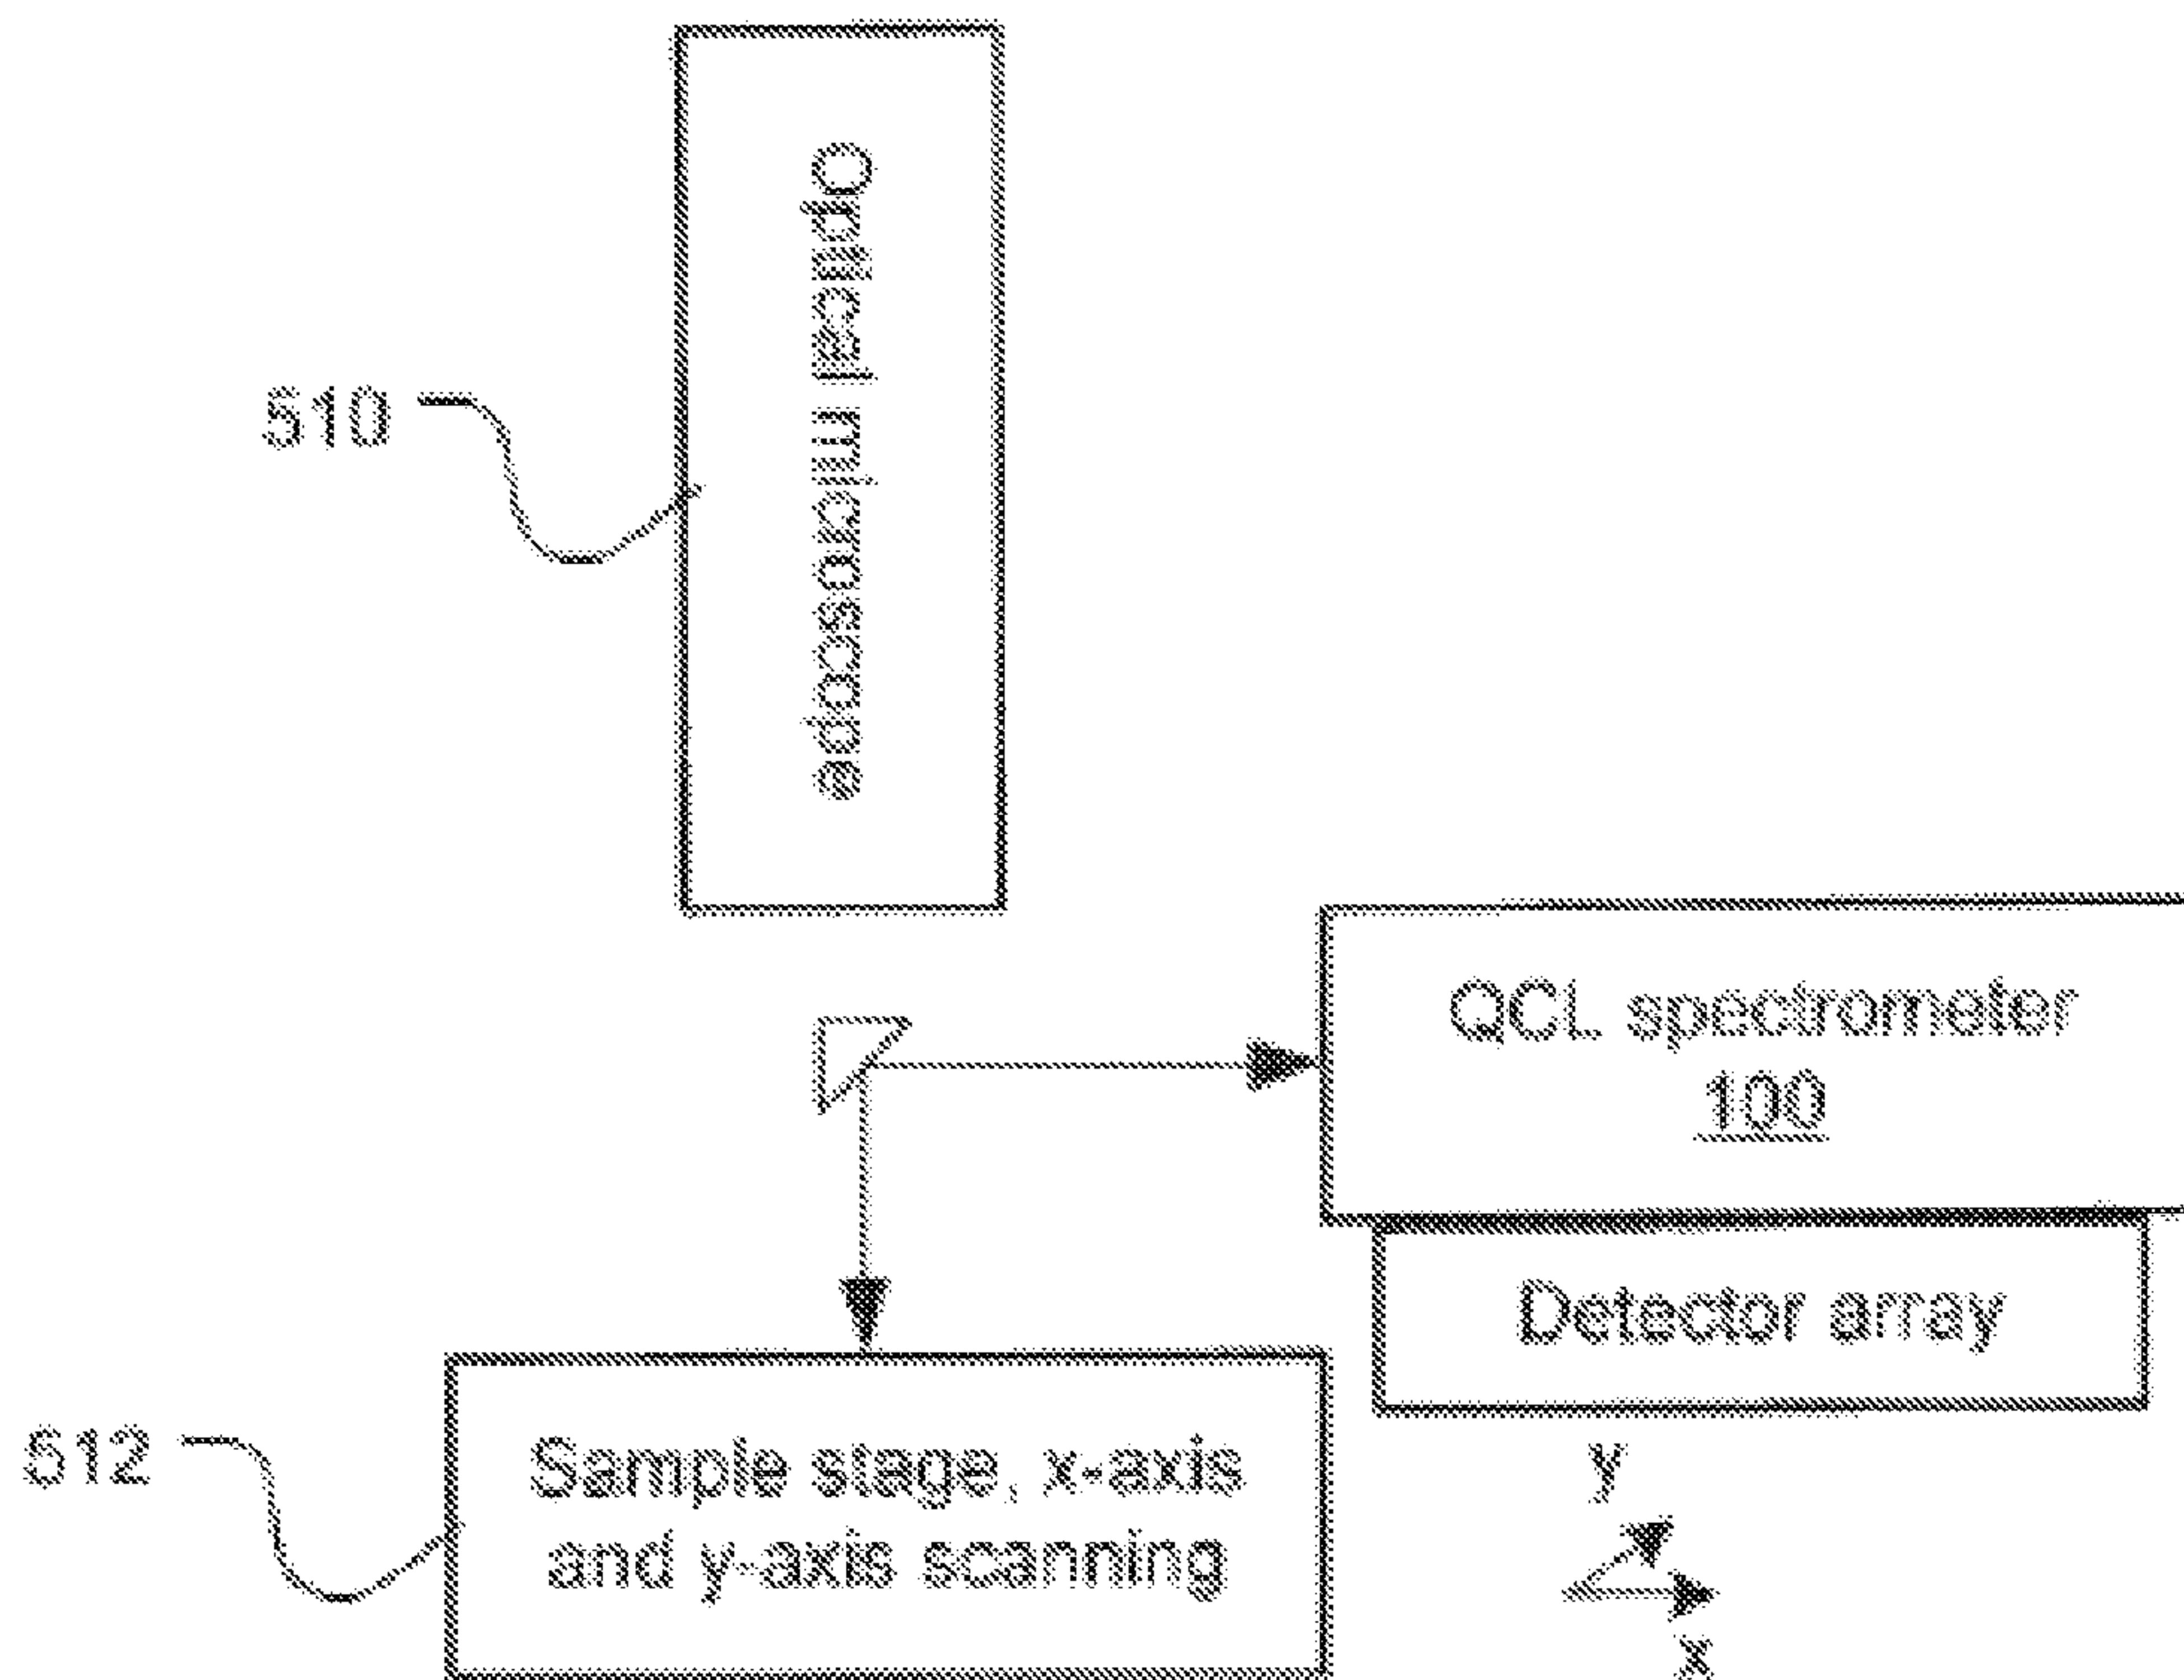 Optical microscope
510
QCL spectrometer
100
Detector array
512
Sample stage, x-axis
and y-axis scanning
y
x